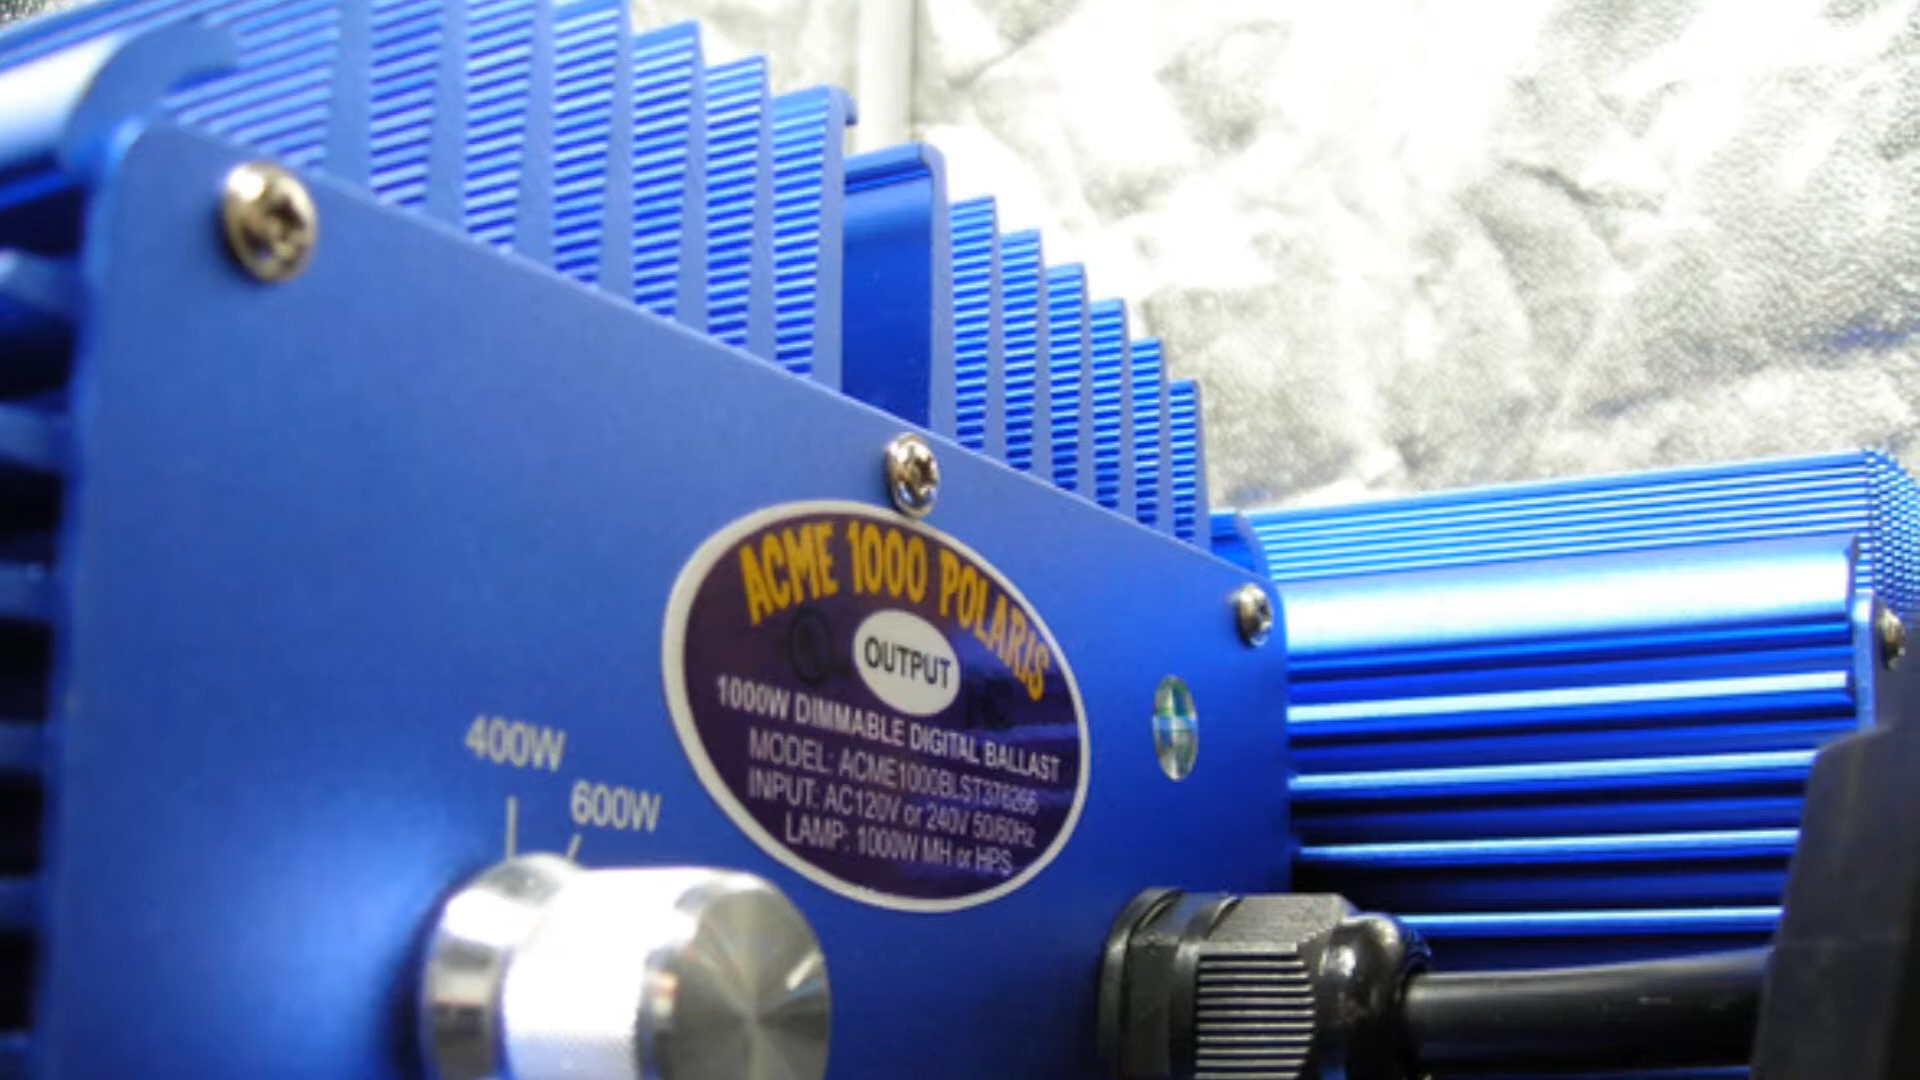 ACME 1000 POLARIS
OUTPUT
1000W DIMMABLE DIGITAL BALLAST
MODEL: ACME1000BLST376266
INPUT: AC120V or 240V 50/60Hz
LAMP: 1000W MH or HPS
400W
600W